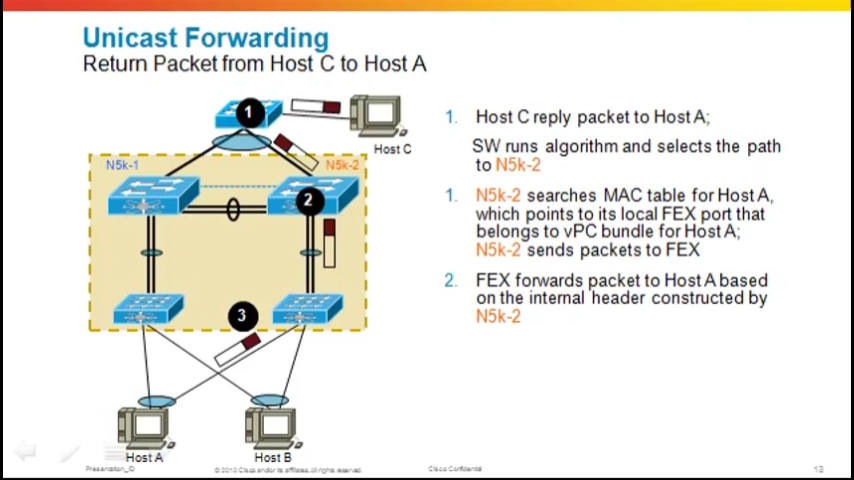 Unicast Forwarding
Return Packet from Host C to Host A
1
Host C
N5k-1
N5k-2
2
3
Host A
Host B
1. Host C reply packet to Host A;
SW runs algorithm and selects the path
to N5k-2
1. N5k-2 searches MAC table for Host A,
which points to its local FEX port that
belongs to vPC bundle for Host A;
N5k-2 sends packets to FEX
2. FEX forwards packet to Host A based
on the internal header constructed by
N5k-2
Presentation_ID
© 2010 Cisco and/or its affiliates. All rights reserved.
Cisco Confidential
13